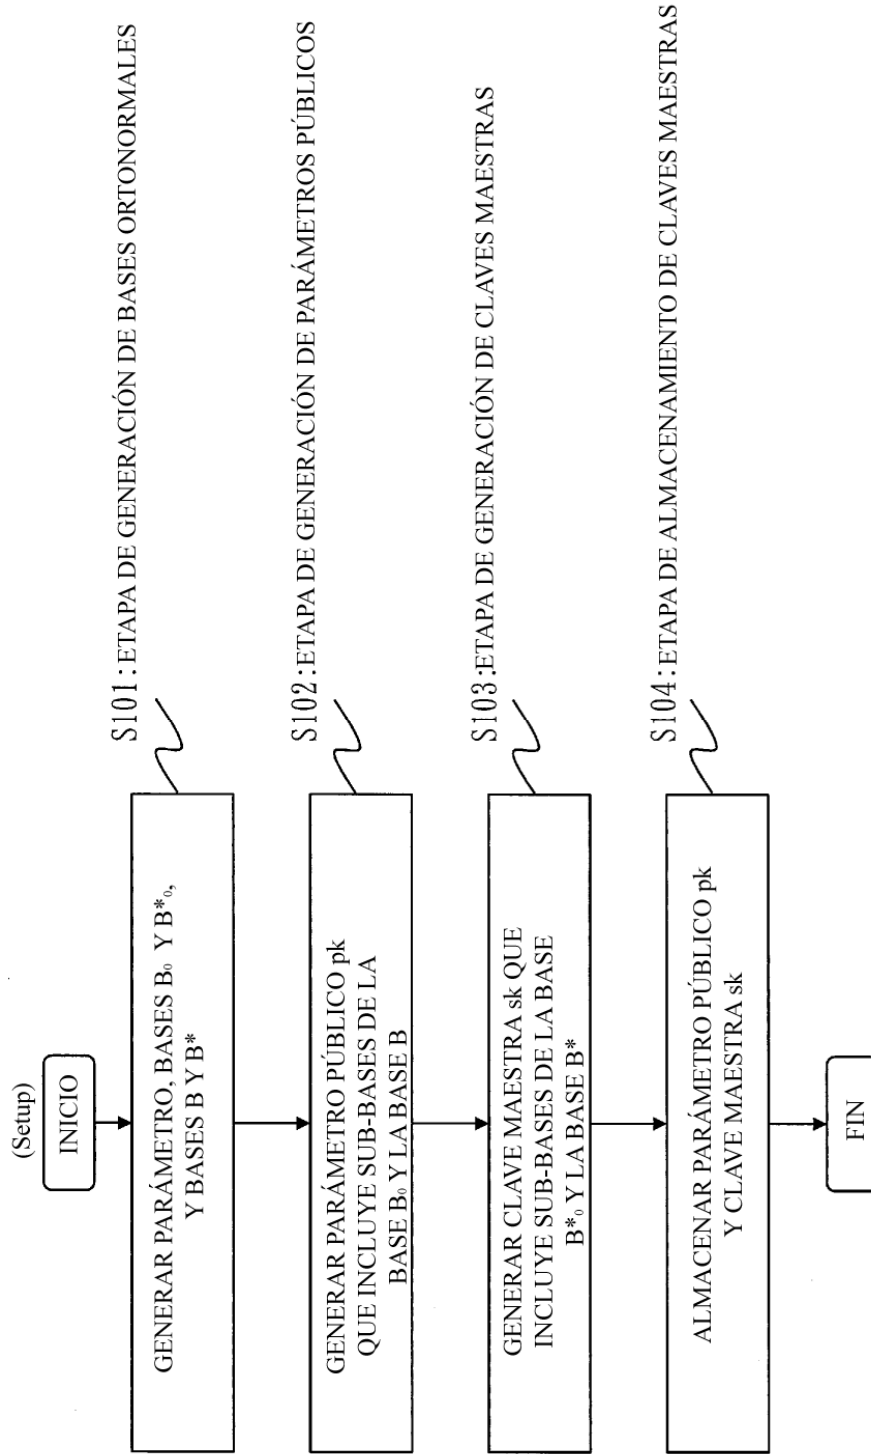 (Setup)
INICIO
GENERAR PARÁMETRO, BASES B₀ Y B*₀,
Y BASES B Y B*
S101:ETAPA DE GENERACIÓN DE BASES ORTONORMALES
GENERAR PARÁMETRO PÚBLICO pk
QUE INCLUYE SUB-BASES DE LA
BASE B₀ Y LA BASE B
S102:ETAPA DE GENERACIÓN DE PARÁMETROS PÚBLICOS
GENERAR CLAVE MAESTRA sk QUE
INCLUYE SUB-BASES DE LA BASE
B*₀ Y LA BASE B*
S103:ETAPA DE GENERACIÓN DE CLAVES MAESTRAS
ALMACENAR PARÁMETRO PÚBLICO pk
Y CLAVE MAESTRA sk
S104:ETAPA DE ALMACENAMIENTO DE CLAVES MAESTRAS
FIN